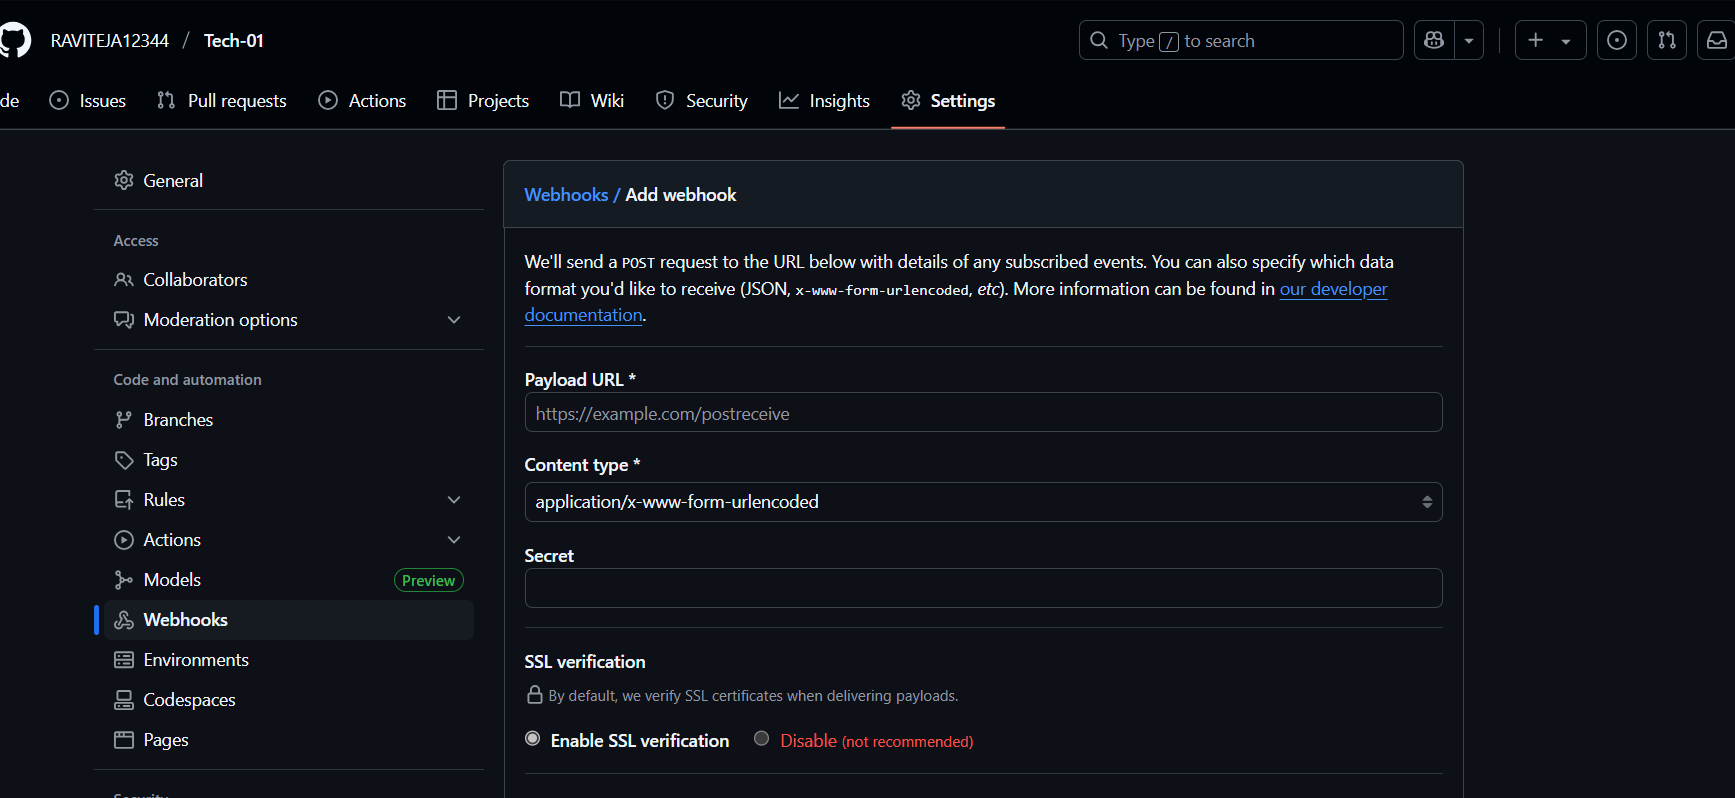 RAVITEJA12344 / Tech-01
Type / to search
de Issues Pull requests Actions Projects Wiki Security Insights Settings
General
Access
Collaborators
Moderation options
Code and automation
Branches
Tags
Rules
Actions
Models Preview
Webhooks
Environments
Codespaces
Pages
Security
Webhooks / Add webhook
We'll send a POST request to the URL below with details of any subscribed events. You can also specify which data
format you'd like to receive (JSON, x-www-form-urlencoded, etc). More information can be found in our developer
documentation.
Payload URL *
https://example.com/postreceive
Content type *
application/x-www-form-urlencoded
Secret
SSL verification
By default, we verify SSL certificates when delivering payloads.
Enable SSL verification Disable (not recommended)